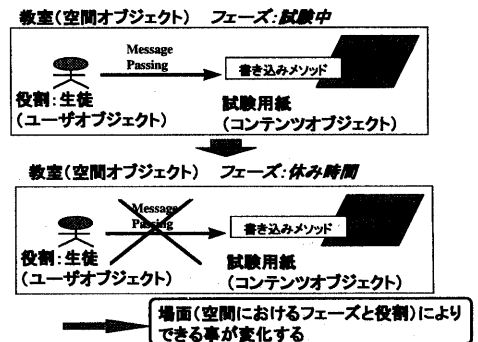 教室(空間オブジェクト) フェーズ:試験中
Message
Passing
書き込みメソッド
役割:生徒
(ユーザオブジェクト)
試験用紙
(コンテンツオブジェクト)
教室(空間オブジェクト) フェーズ:休み時間
Message
Passing
書き込みメソッド
役割:生徒
(ユーザオブジェクト)
試験用紙
(コンテンツオブジェクト)
場面(空間におけるフェーズと役割)により
できる事が変化する